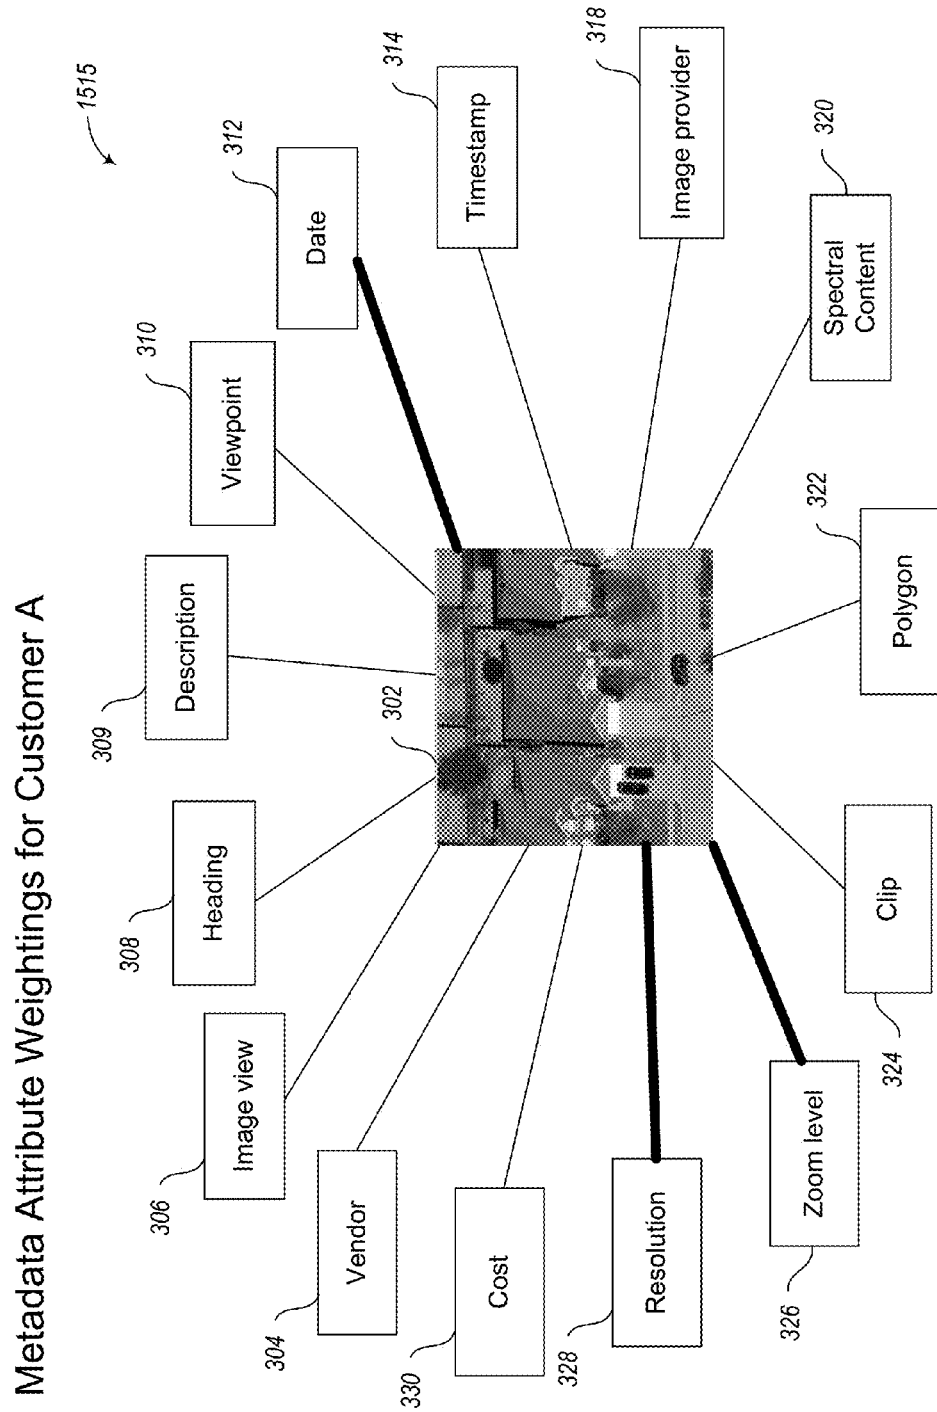 Metadata Attribute Weightings for Customer A
1515
309
Description
310
Viewpoint
308
Heading
312
Date
306
Image view
302
314
Timestamp
304
Vendor
318
Image provider
330
Cost
320
Spectral
Content
328
Resolution
322
Polygon
326
Zoom level
324
Clip